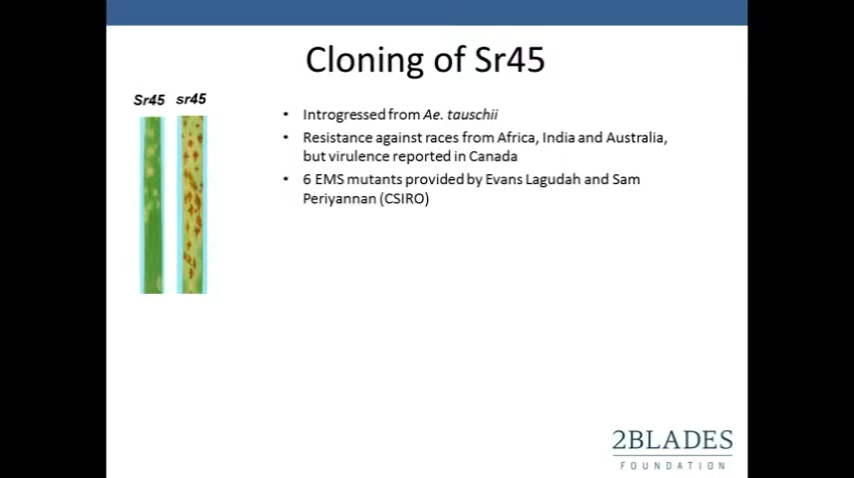 Cloning of Sr45
Sr45 sr45
• Introgressed from Ae. tauschii
• Resistance against races from Africa, India and Australia,
but virulence reported in Canada
• 6 EMS mutants provided by Evans Lagudah and Sam
Periyannan (CSIRO)
2BLADES
FOUNDATION